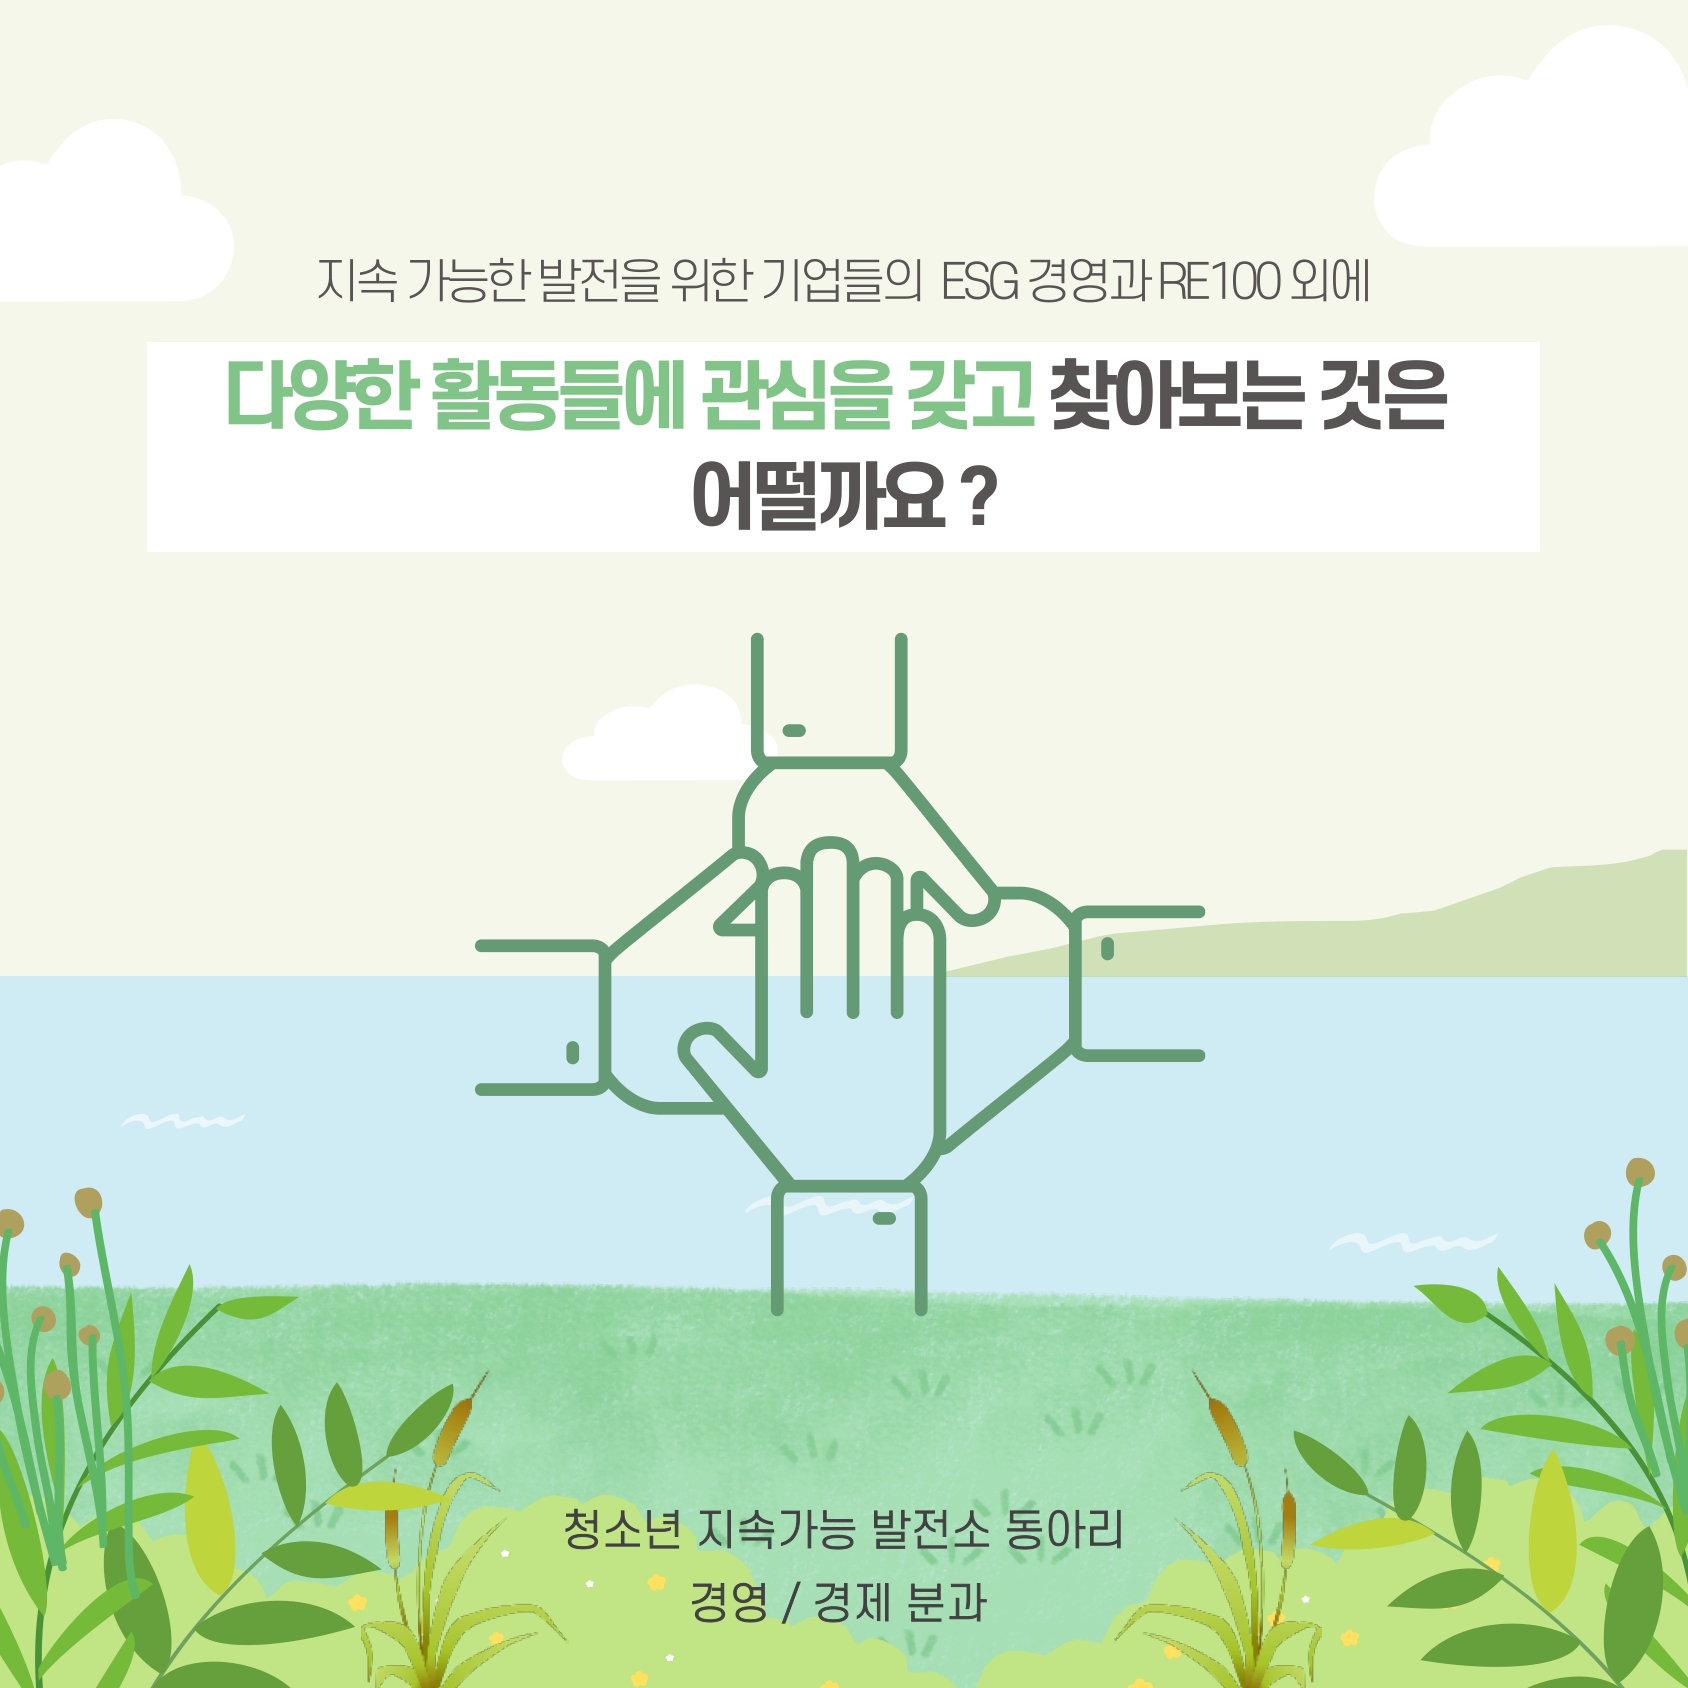 지속 가능한 발전을 위한 기업들의 ESG 경영과 RE100 외에
다양한 활동들에 관심을 갖고 찾아보는 것은
어떨까요 ?
청소년 지속가능 발전소 동아리
경영 / 경제 분과